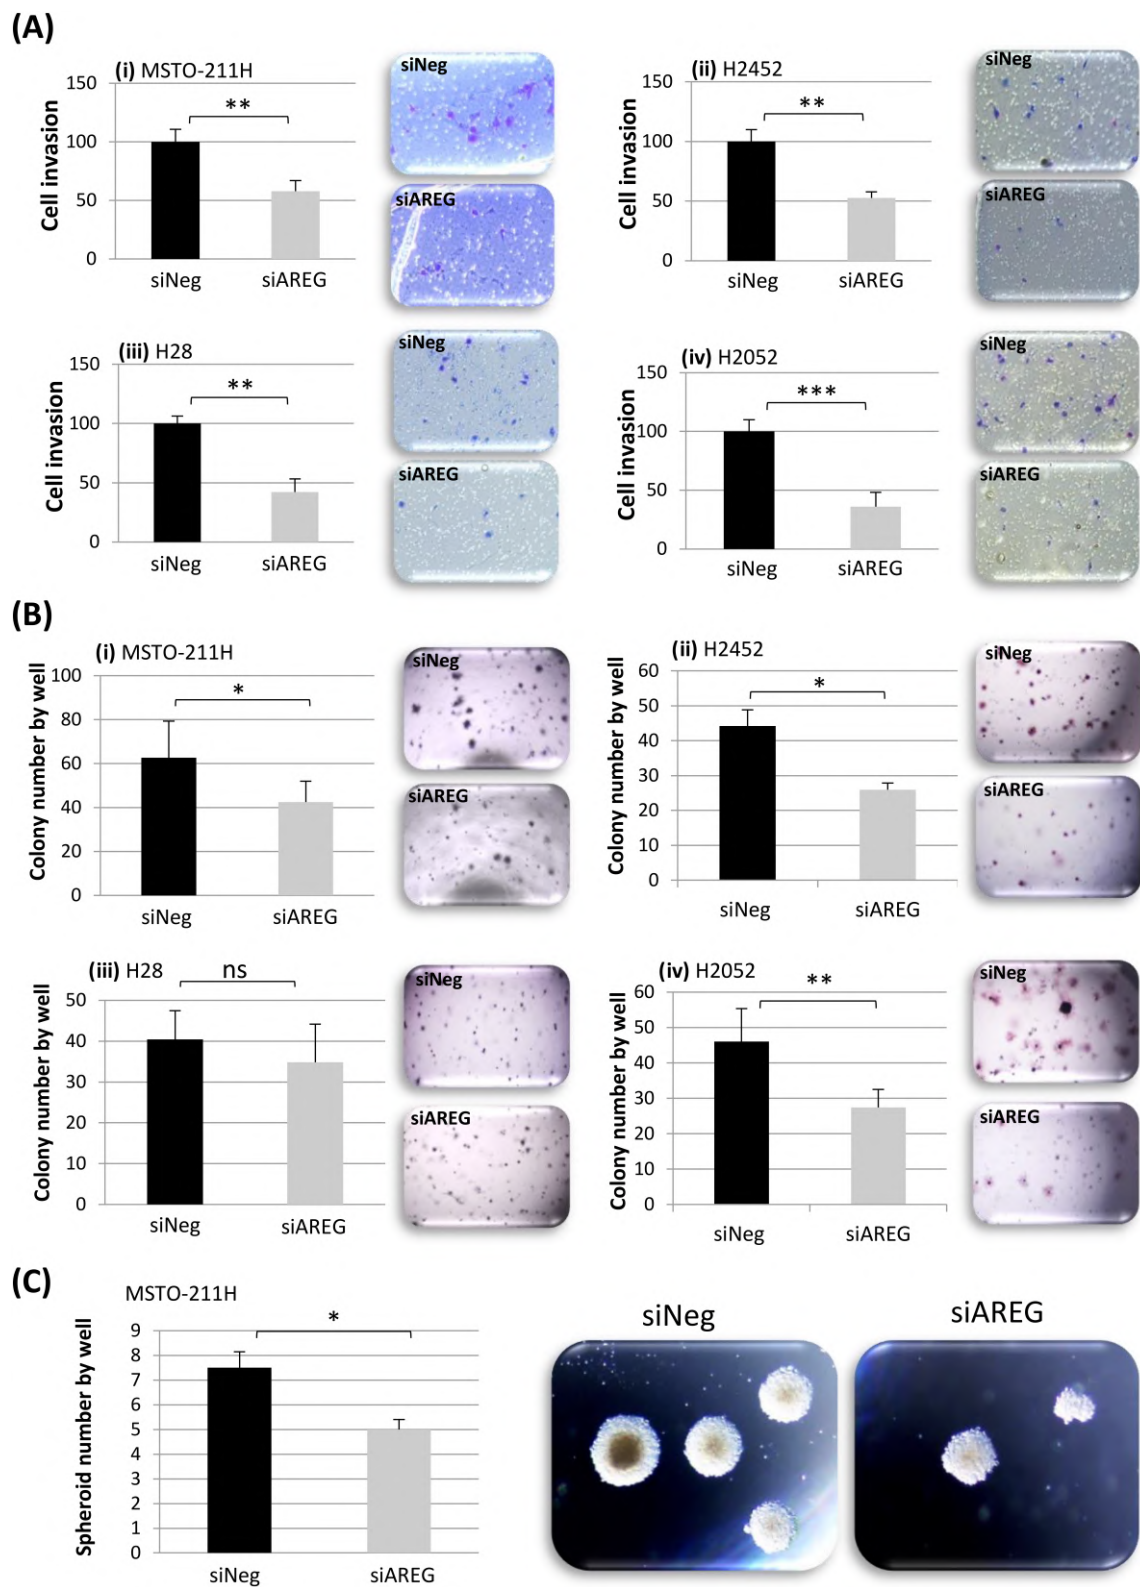 (A)
(i) MSTO-211H
Cell invasion
150
100
50
0
**
siNeg
siAREG
siNeg
siAREG
(ii) H2452
Cell invasion
150
100
50
0
**
siNeg
siAREG
siNeg
siAREG
(iii) H28
Cell invasion
150
100
50
0
**
siNeg
siAREG
siNeg
siAREG
(iv) H2052
Cell invasion
150
100
50
0
***
siNeg
siAREG
siNeg
siAREG
(B)
(i) MSTO-211H
Colony number by well
100
80
60
40
20
0
*
siNeg
siAREG
siNeg
siAREG
(ii) H2452
Colony number by well
60
50
40
30
20
10
0
*
siNeg
siAREG
siNeg
siAREG
(iii) H28
Colony number by well
50
40
30
20
10
0
ns
siNeg
siAREG
siNeg
siAREG
(iv) H2052
Colony number by well
60
50
40
30
20
10
0
**
siNeg
siAREG
siNeg
siAREG
(C)
MSTO-211H
Spheroid number by well
9
8
7
6
5
4
3
2
1
0
*
siNeg
siAREG
siNeg
siAREG